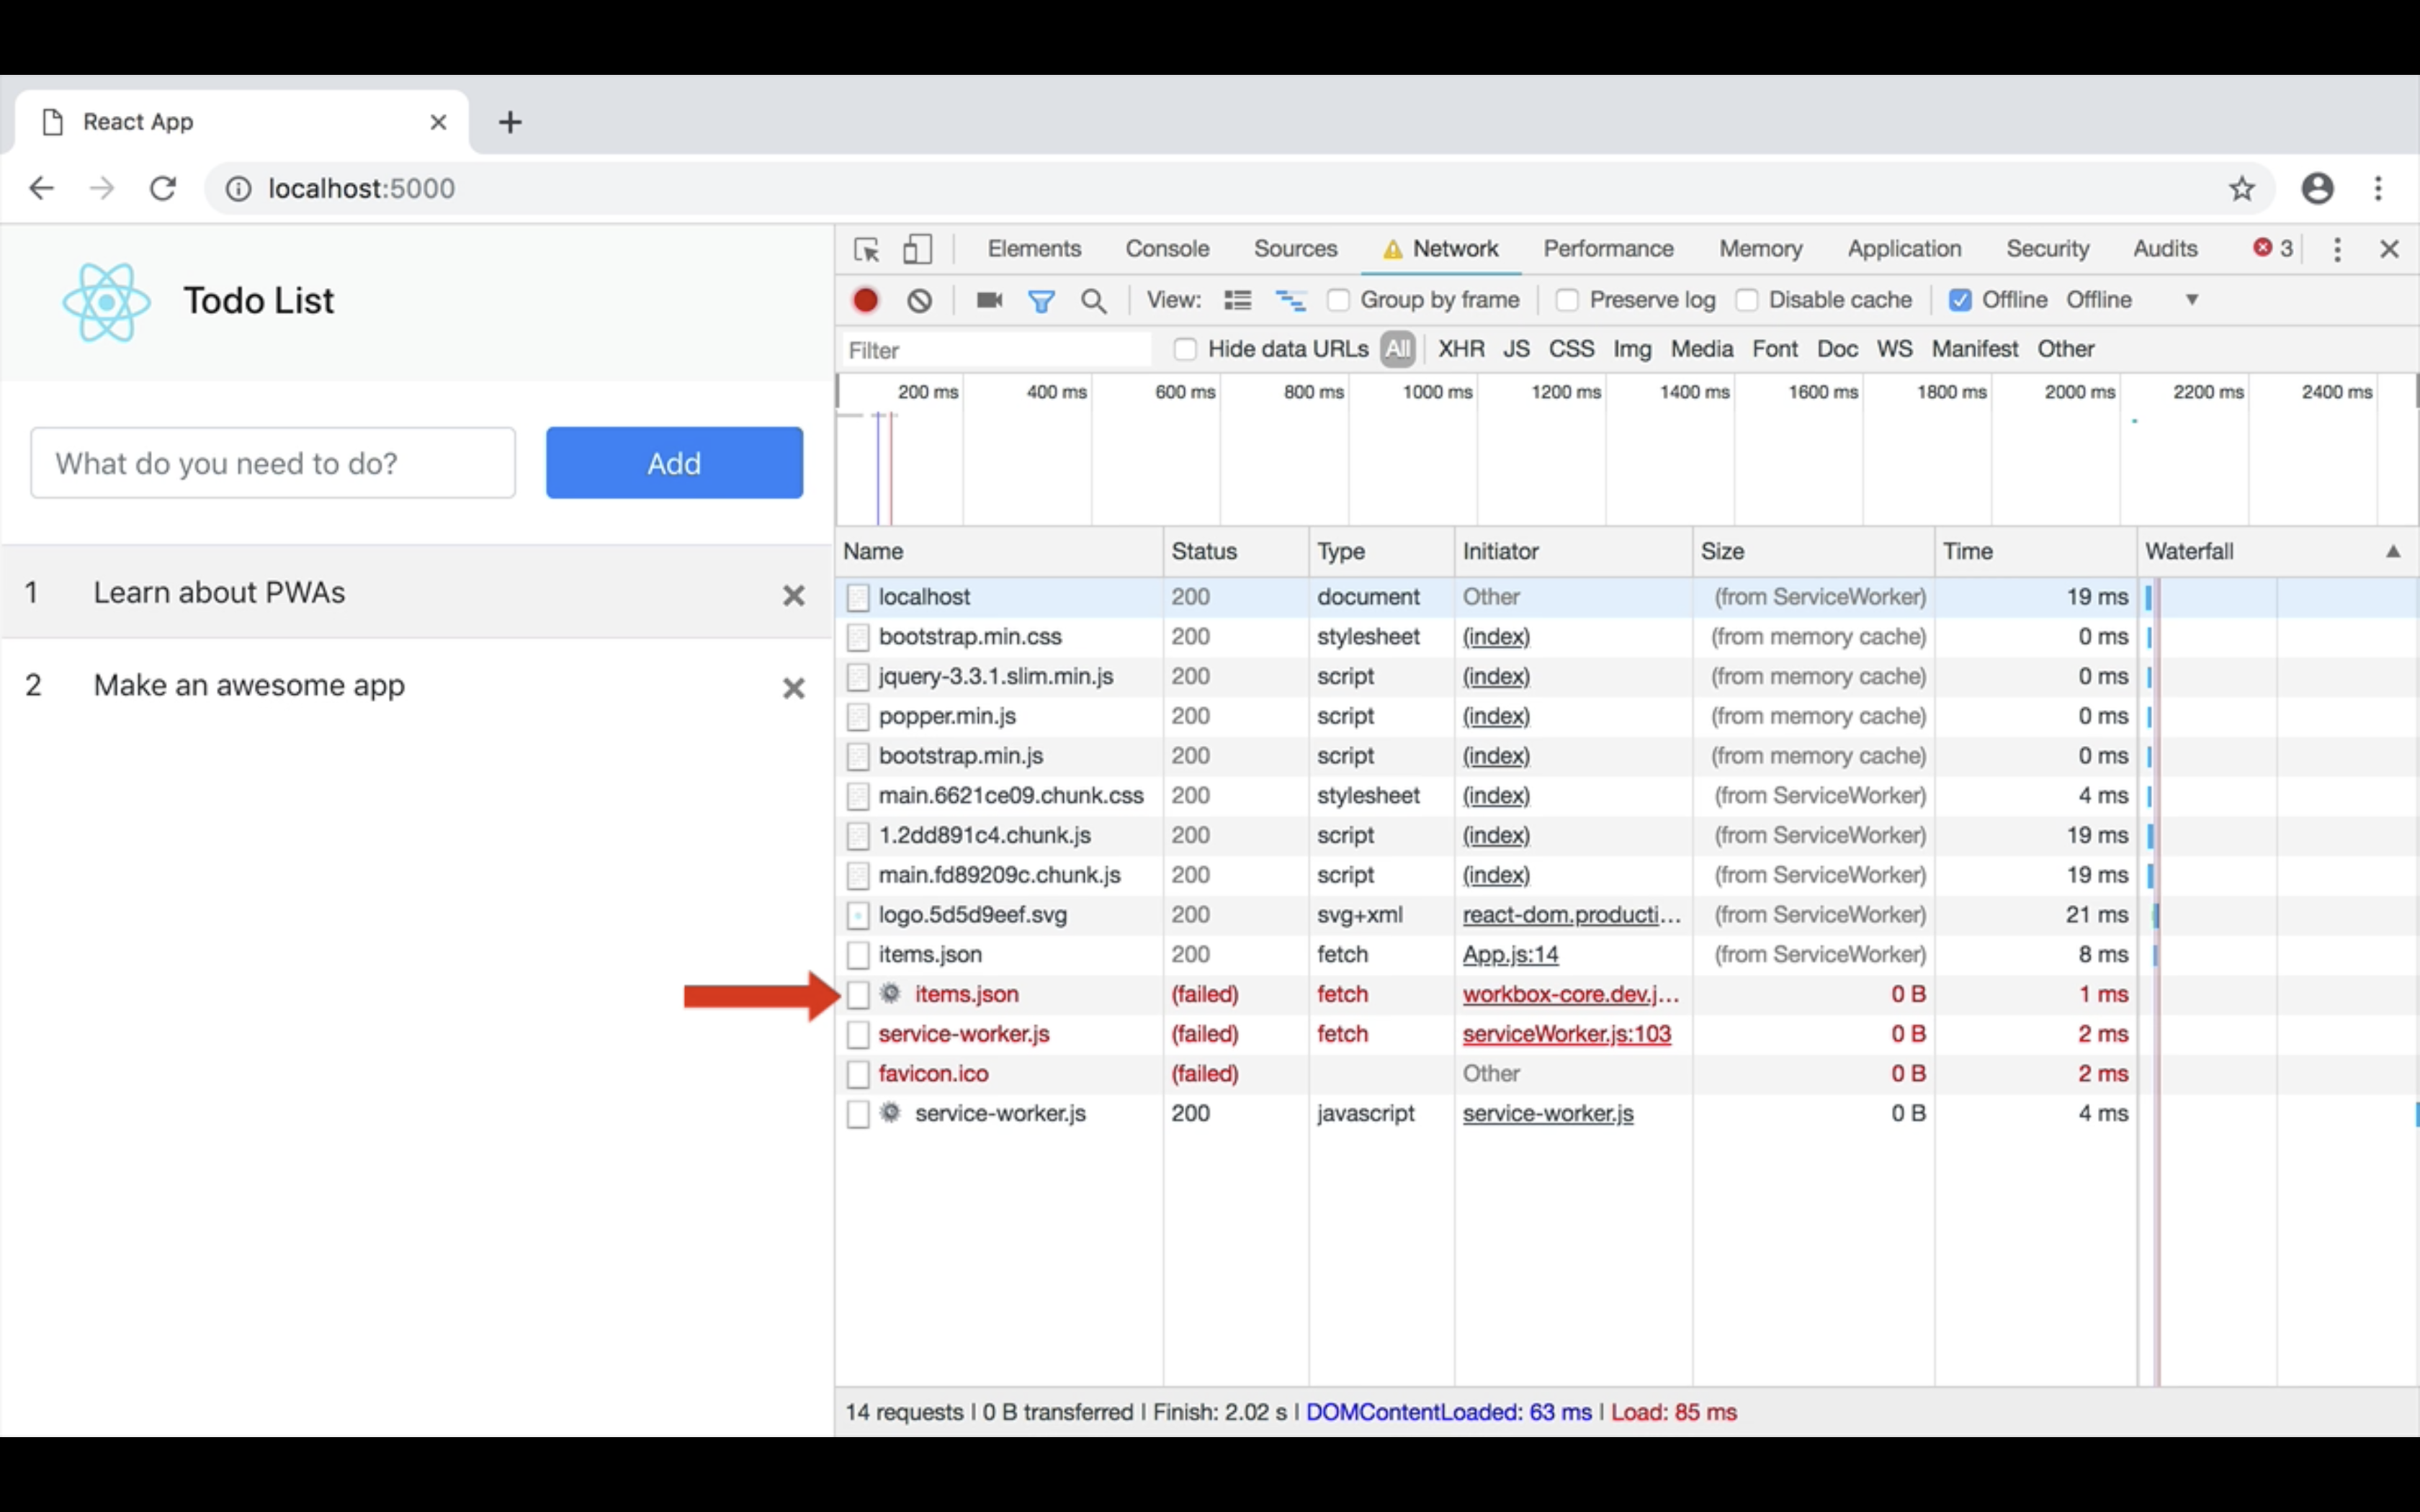 React App
localhost:5000
Todo List
What do you need to do?
Add
1 Learn about PWAs
2 Make an awesome app
Elements Console Sources Network Performance Memory Application Security Audits 3
View: Group by frame Preserve log Disable cache Offline Offline
Filter Hide data URLs All XHR JS CSS Img Media Font Doc WS Manifest Other
200 ms 400 ms 600 ms 800 ms 1000 ms 1200 ms 1400 ms 1600 ms 1800 ms 2000 ms 2200 ms 2400 ms
Name Status Type Initiator Size Time Waterfall
localhost 200 document Other (from ServiceWorker) 19 ms
bootstrap.min.css 200 stylesheet (index) (from memory cache) 0 ms
jquery-3.3.1.slim.min.js 200 script (index) (from memory cache) 0 ms
popper.min.js 200 script (index) (from memory cache) 0 ms
bootstrap.min.js 200 script (index) (from memory cache) 0 ms
main.6621ce09.chunk.css 200 stylesheet (index) (from ServiceWorker) 4 ms
1.2dd891c4.chunk.js 200 script (index) (from ServiceWorker) 19 ms
main.fd89209c.chunk.js 200 script (index) (from ServiceWorker) 19 ms
logo.5d5d9eef.svg 200 svg+xml react-dom.producti... (from ServiceWorker) 21 ms
items.json 200 fetch App.js:14 (from ServiceWorker) 8 ms
items.json (failed) fetch workbox-core.dev.j... 0 B 1 ms
service-worker.js (failed) fetch serviceWorker.js:103 0 B 2 ms
favicon.ico (failed) Other 0 B 2 ms
service-worker.js 200 javascript service-worker.js 0 B 4 ms
14 requests | 0 B transferred | Finish: 2.02 s | DOMContentLoaded: 63 ms | Load: 85 ms